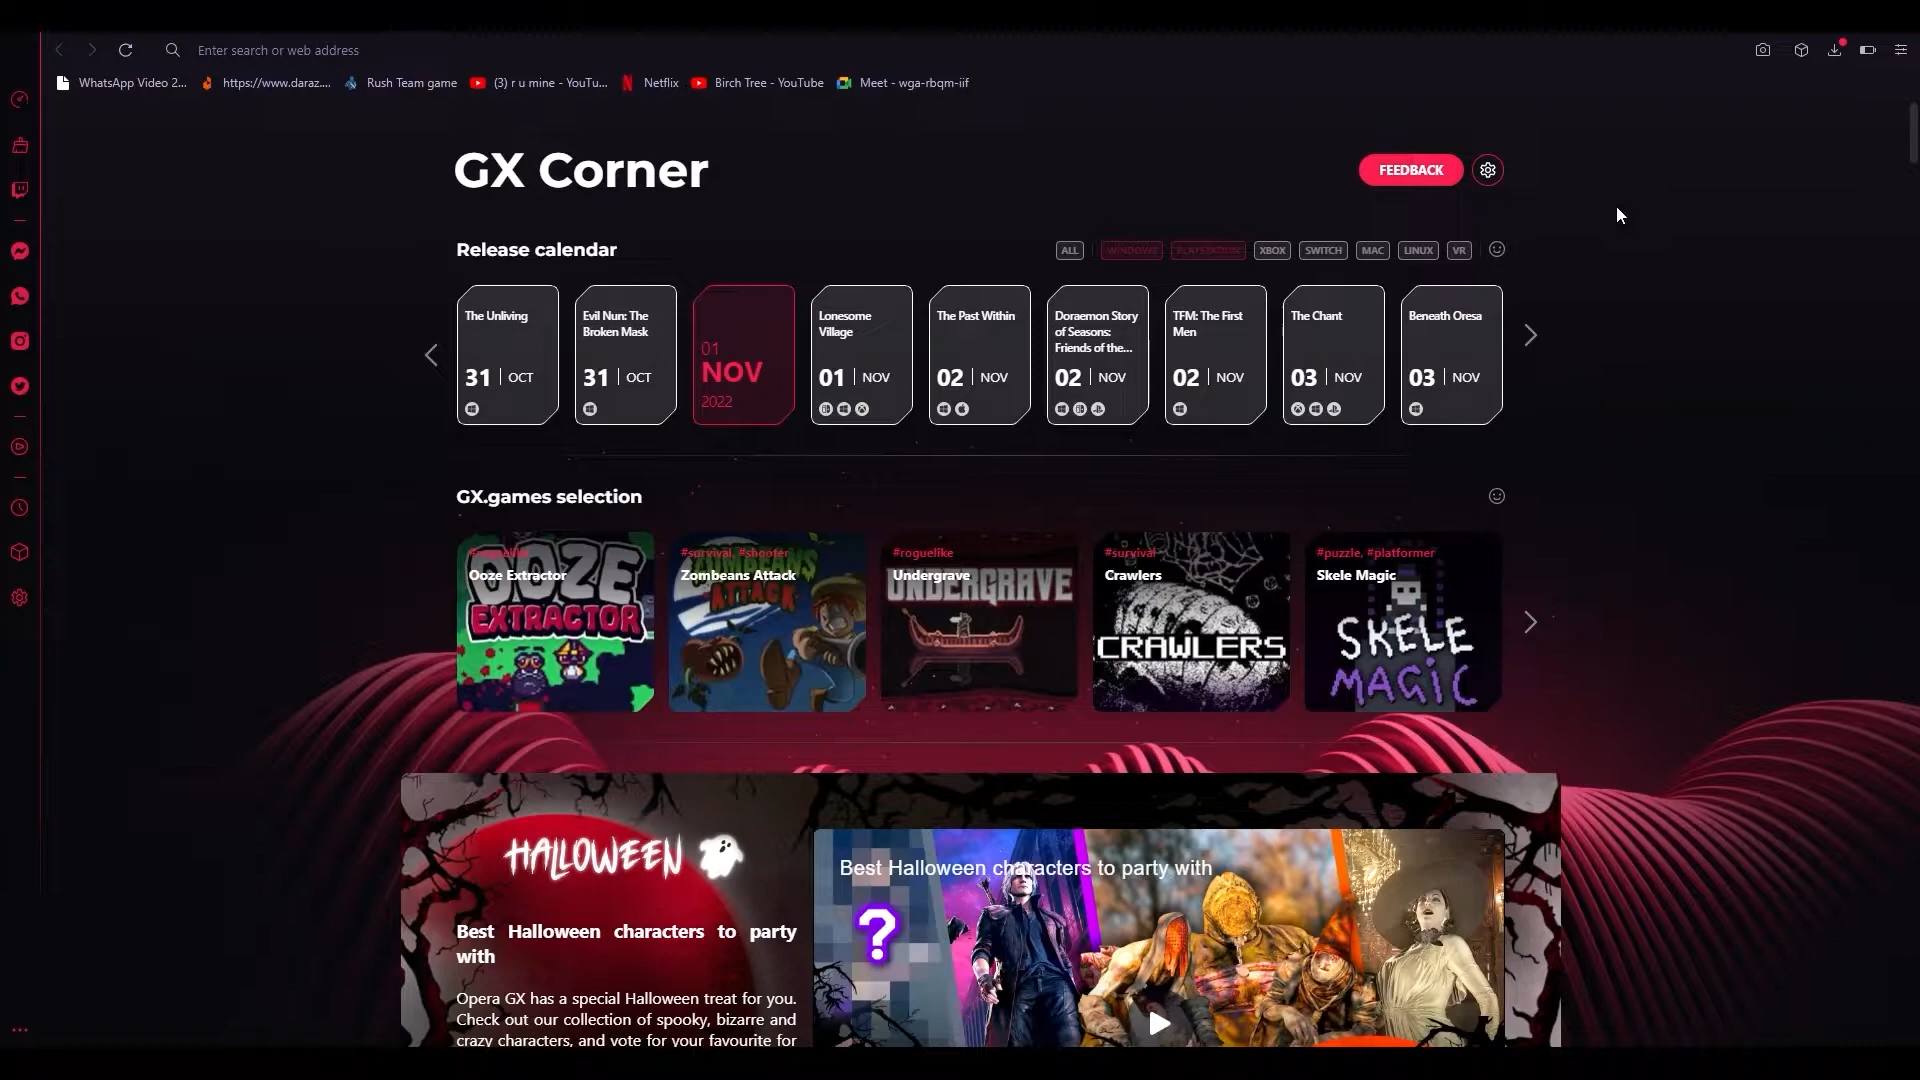 Enter search or web address
WhatsApp Video 2...
https://www.daraz....
Rush Team game
(3) r u mine - YouTu...
Netflix
Birch Tree - YouTube
Meet - wga-rbqm-iif
GX Corner
FEEDBACK
Release calendar
ALL
WINDOWS
PLAYSTATION
XBOX
SWITCH
MAC
LINUX
VR
The Unliving
31 OCT
Evil Nun: The
Broken Mask
31 OCT
01
NOV
2022
Lonesome
Village
01 NOV
The Past Within
02 NOV
Doraemon Story
of Seasons:
Friends of the...
02 NOV
TFM: The First
Men
02 NOV
The Chant
03 NOV
Beneath Oresa
03 NOV
GX.games selection
#roguelike
Ooze Extractor
OOZE
EXTRACTOR
#survival, #shooter
Zombeans Attack
ZOMBEANS
ATTACK
#roguelike
Undergrave
UNDERGRAVE
#survival
Crawlers
CRAWLERS
#puzzle, #platformer
Skele Magic
SKELE
MAGIC
HALLOWEEN
Best Halloween characters to party
with
Opera GX has a special Halloween treat for you.
Check out our collection of spooky, bizarre and
crazy characters, and vote for your favourite for
Best Halloween characters to party with
?